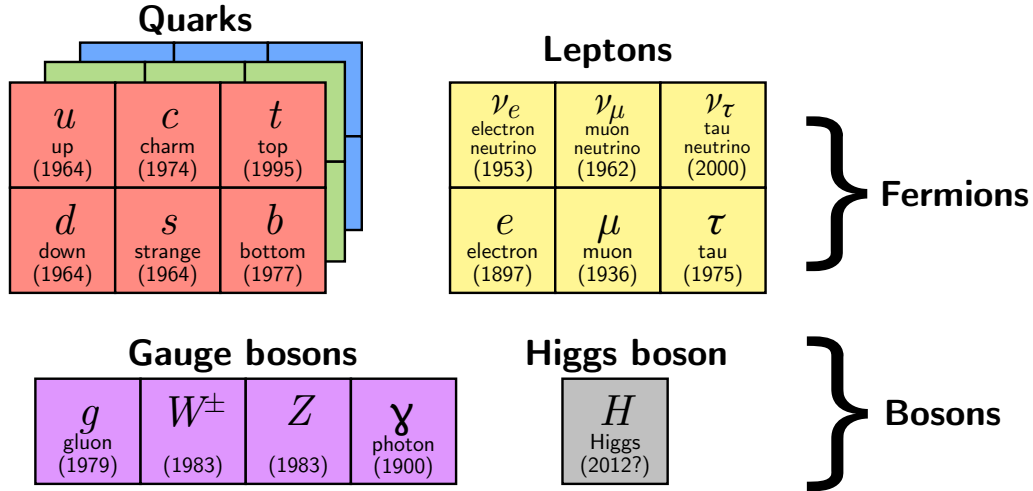 Quarks
u
up
(1964)
c
charm
(1974)
t
top
(1995)
d
down
(1964)
s
strange
(1964)
b
bottom
(1977)
Leptons
νₑ
electron
neutrino
(1953)
ν_μ
muon
neutrino
(1962)
ν_τ
tau
neutrino
(2000)
e
electron
(1897)
μ
muon
(1936)
τ
tau
(1975)
Fermions
Gauge bosons
g
gluon
(1979)
W±
(1983)
Z
(1983)
γ
photon
(1900)
Higgs boson
H
Higgs
(2012?)
Bosons